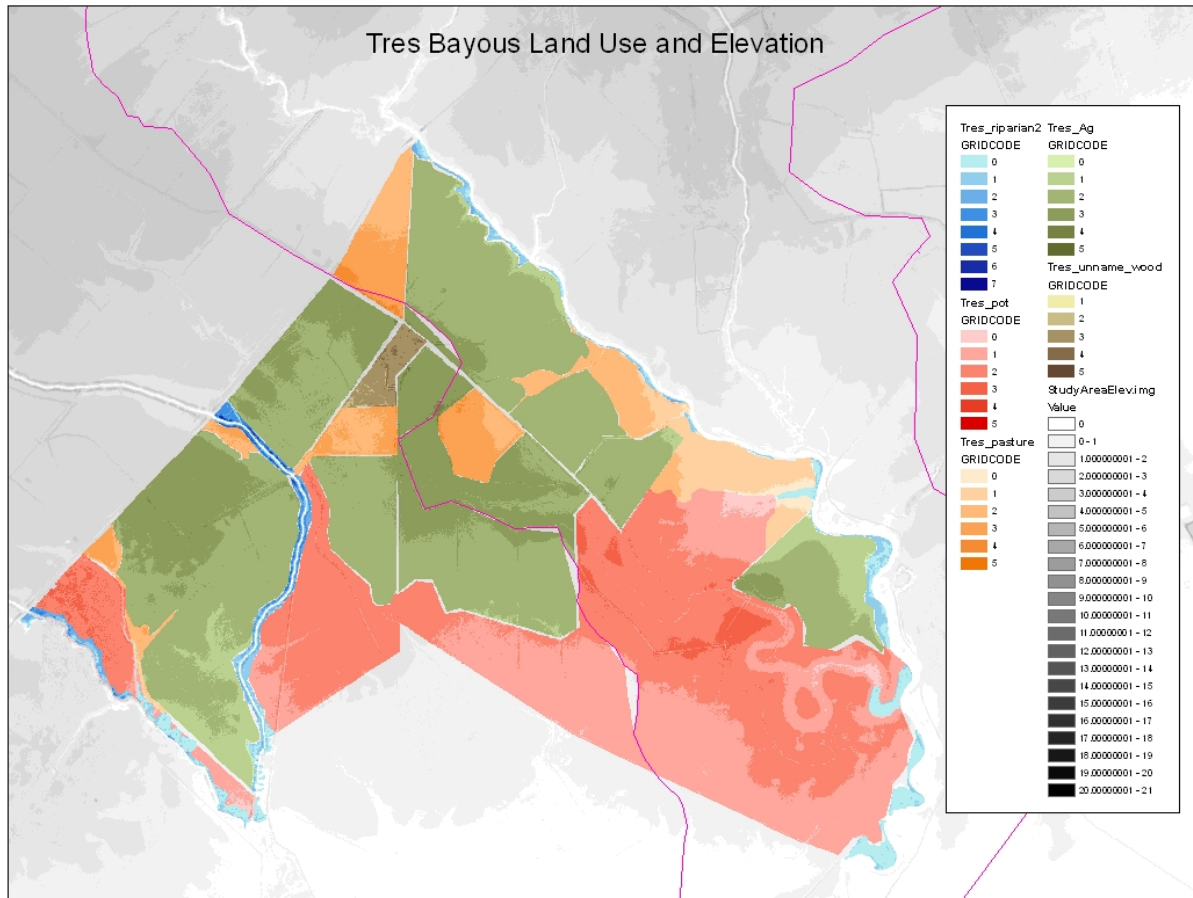 Tres Bayous Land Use and Elevation
Tres_riparian2
GRIDCODE
0
1
2
3
4
5
6
7
Tres_pot
GRIDCODE
0
1
2
3
4
5
Tres_pasture
GRIDCODE
0
1
2
3
4
5
Tres_Ag
GRIDCODE
0
1
2
3
4
5
Tres_unname_wood
GRIDCODE
1
2
3
4
5
StudyAreaElev.img
Value
0
0 - 1
1.000000001 - 2
2.000000001 - 3
3.000000001 - 4
4.000000001 - 5
5.000000001 - 6
6.000000001 - 7
7.000000001 - 8
8.000000001 - 9
9.000000001 - 10
10.00000001 - 11
11.00000001 - 12
12.00000001 - 13
13.00000001 - 14
14.00000001 - 15
15.00000001 - 16
16.00000001 - 17
17.00000001 - 18
18.00000001 - 19
19.00000001 - 20
20.00000001 - 21